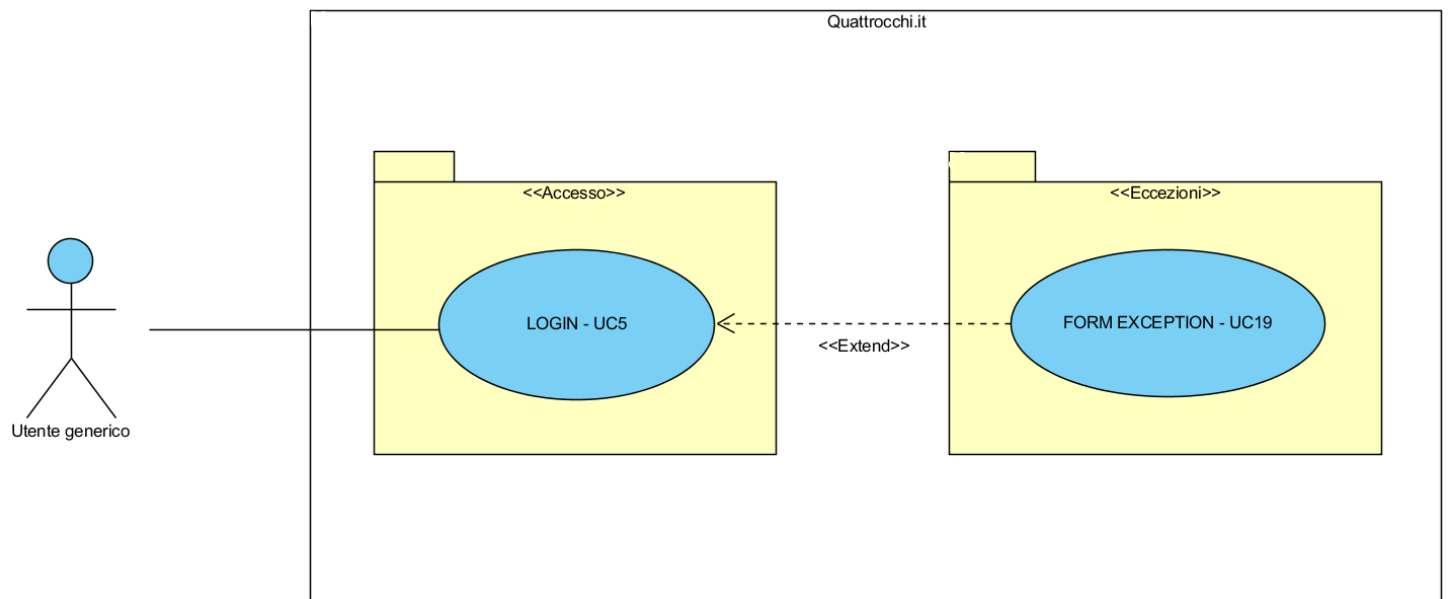 Quattrocchi.it
<<Accesso>>
<<Eccezioni>>
LOGIN - UC5
FORM EXCEPTION - UC19
<<Extend>>
Utente generico